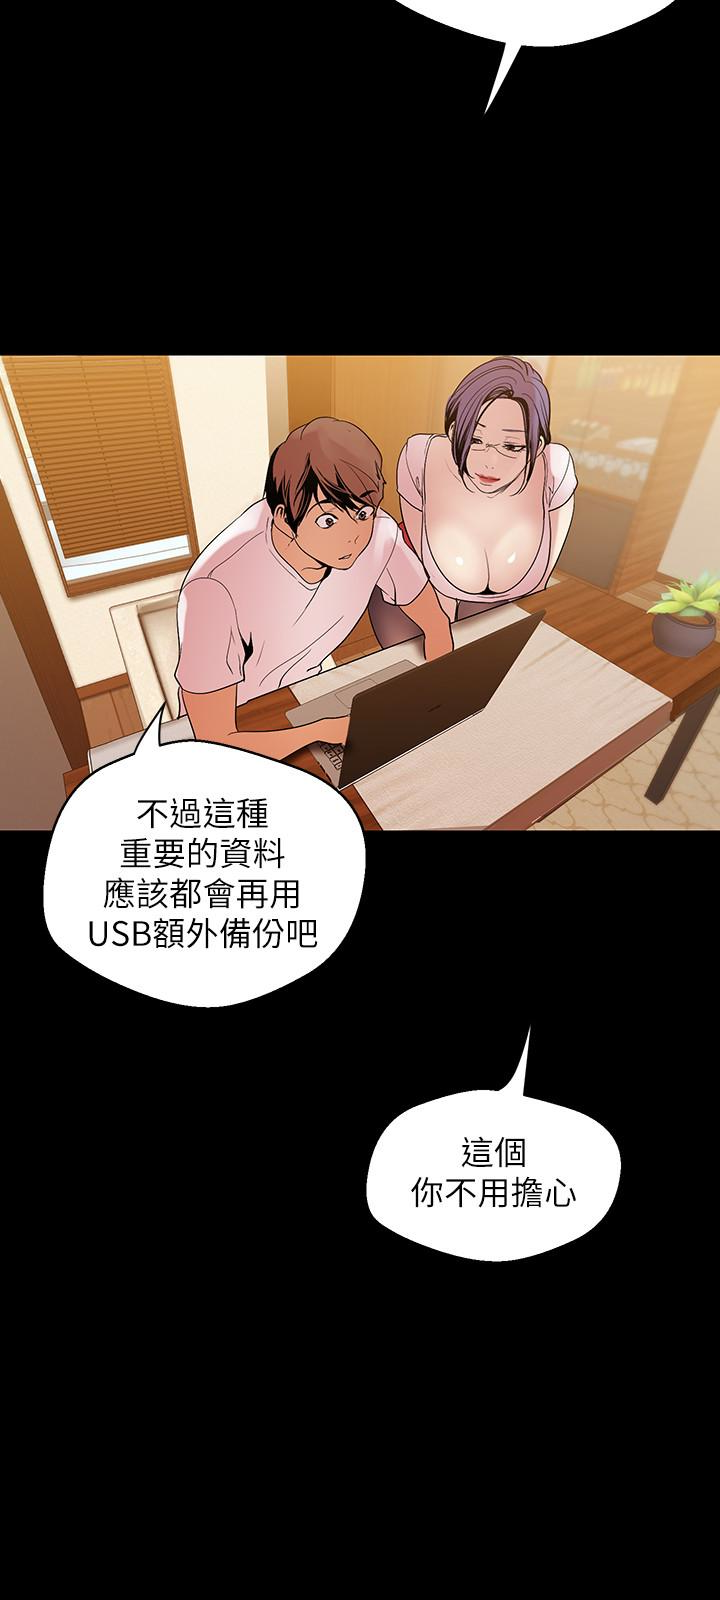 不過這種
重要的資料
應該都會再用
USB額外備份吧
這個
你不用擔心